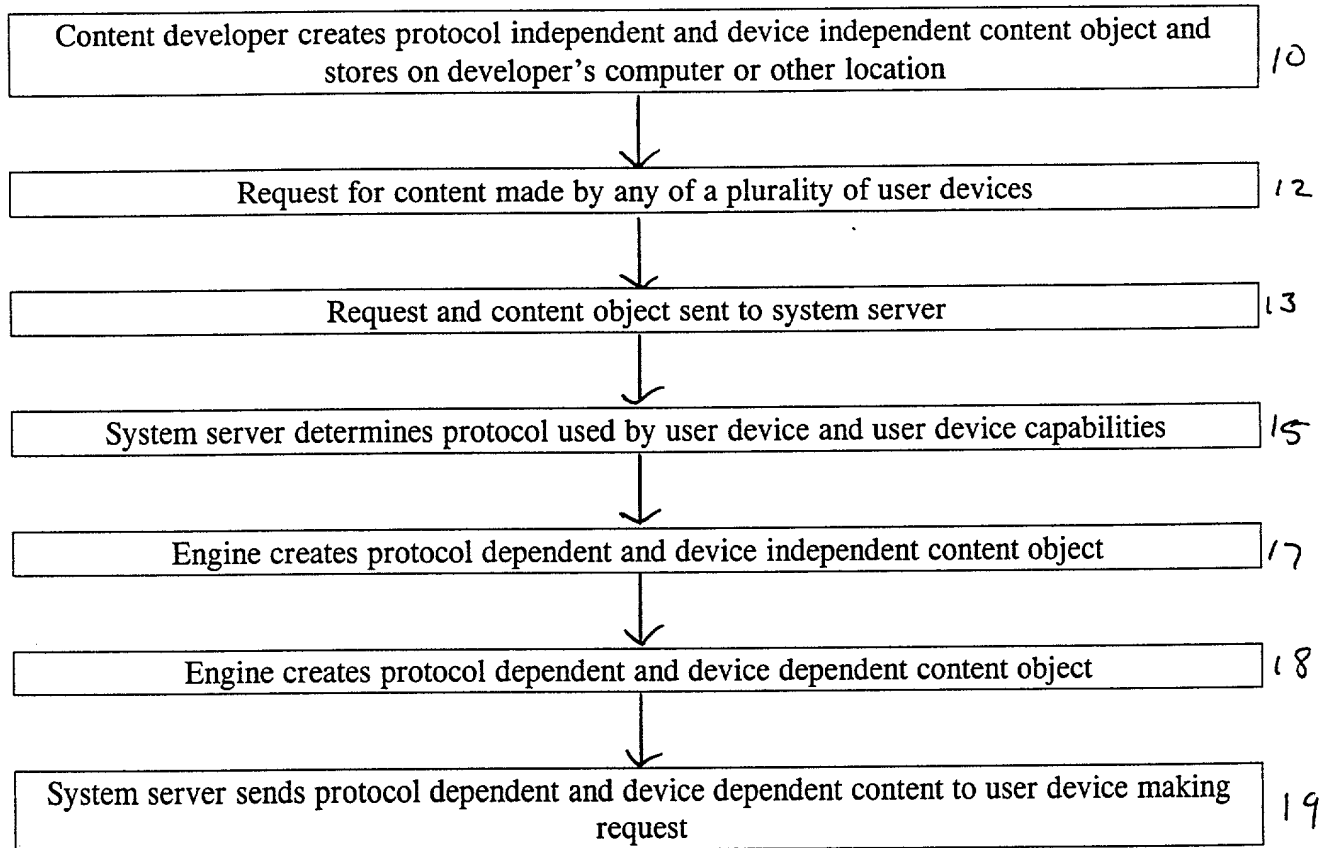 Content developer creates protocol independent and device independent content object and
stores on developer's computer or other location
10
Request for content made by any of a plurality of user devices
12
Request and content object sent to system server
13
System server determines protocol used by user device and user device capabilities
15
Engine creates protocol dependent and device independent content object
17
Engine creates protocol dependent and device dependent content object
18
System server sends protocol dependent and device dependent content to user device making
request
19